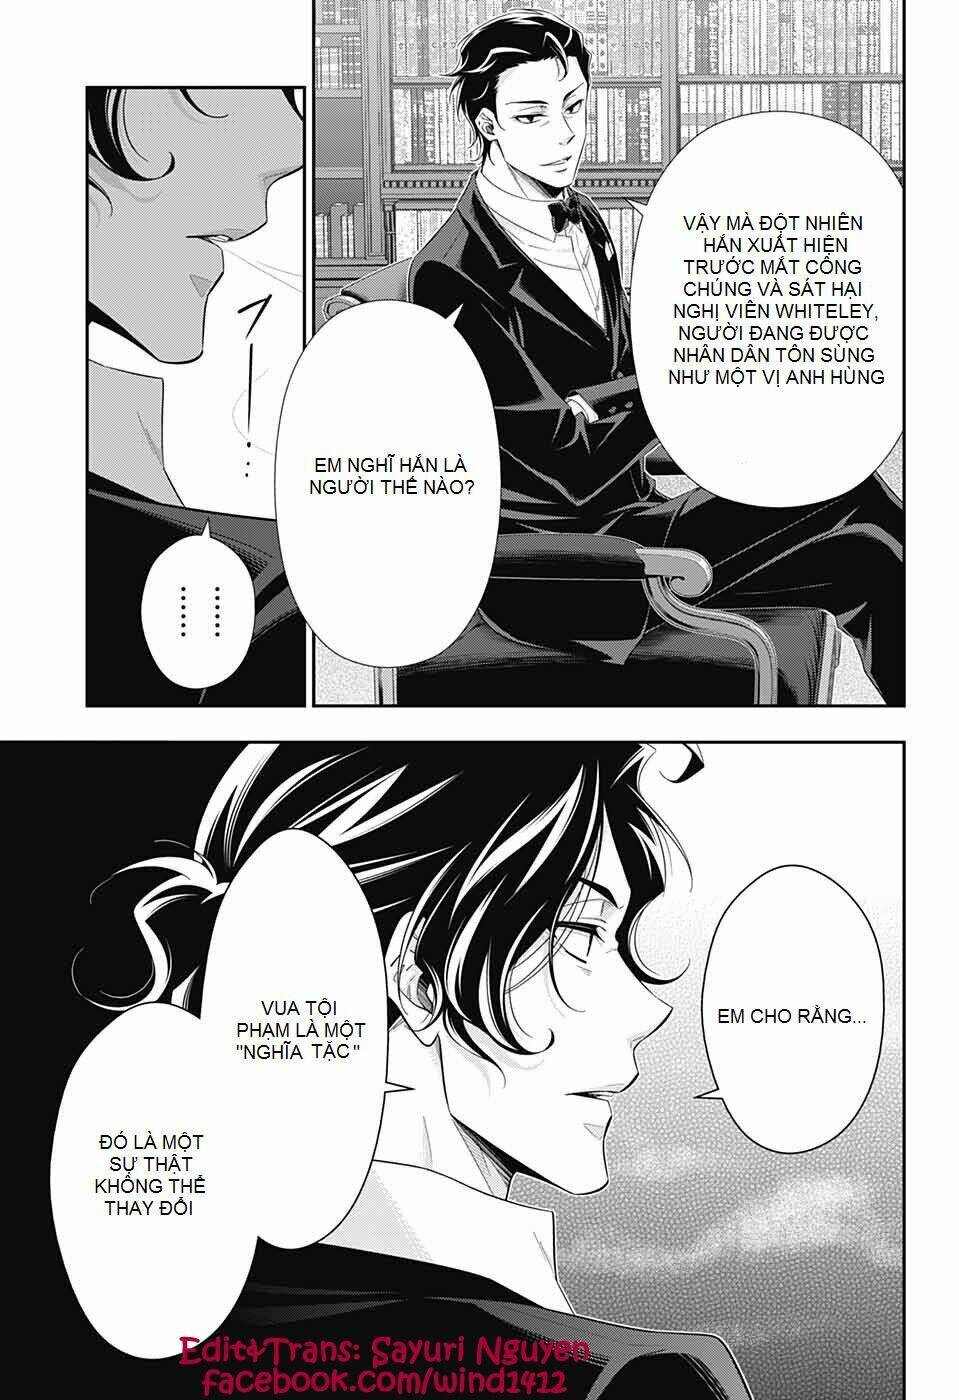 VẬY MÀ ĐỘT NHIÊN
HẮN XUẤT HIỆN
TRƯỚC MẮT CÔNG
CHÚNG VÀ SÁT HẠI
NGHỊ VIÊN WHITELEY,
NGƯỜI ĐANG ĐƯỢC
NHÂN DÂN TÔN SÙNG
NHƯ MỘT VỊ ANH HÙNG
EM NGHĨ HẮN LÀ
NGƯỜI THẾ NÀO?
EM CHO RẰNG...
VUA TỘI
PHẠM LÀ MỘT
"NGHĨA TẶC"
ĐÓ LÀ MỘT
SỰ THẬT
KHÔNG THỂ
THAY ĐỔI
Edit&Trans: Sayuri Nguyen
facebook.com/wind1412